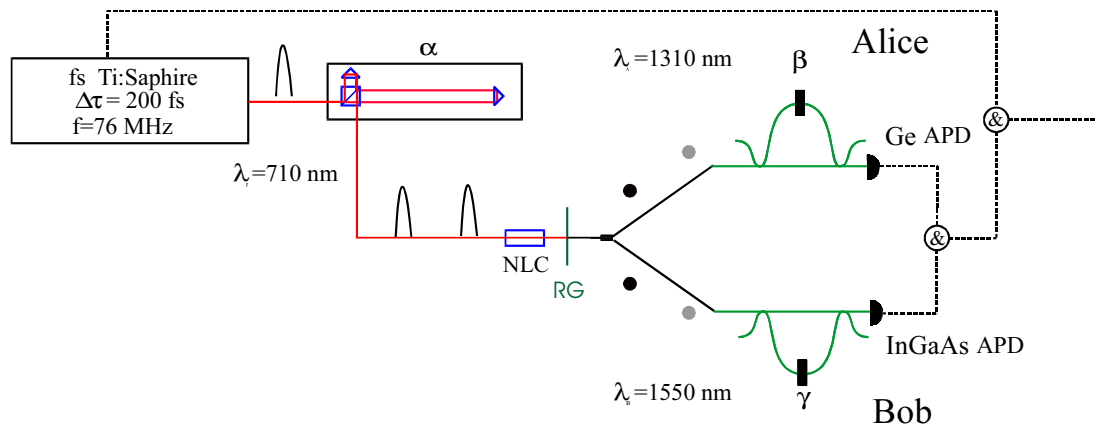 Alice
fs Ti:Saphire
Δτ = 200 fs
f=76 MHz
α
λ =1310 nm
β
&
Ge APD
λ =710 nm
&
NLC
RG
InGaAs APD
λ =1550 nm
γ
Bob